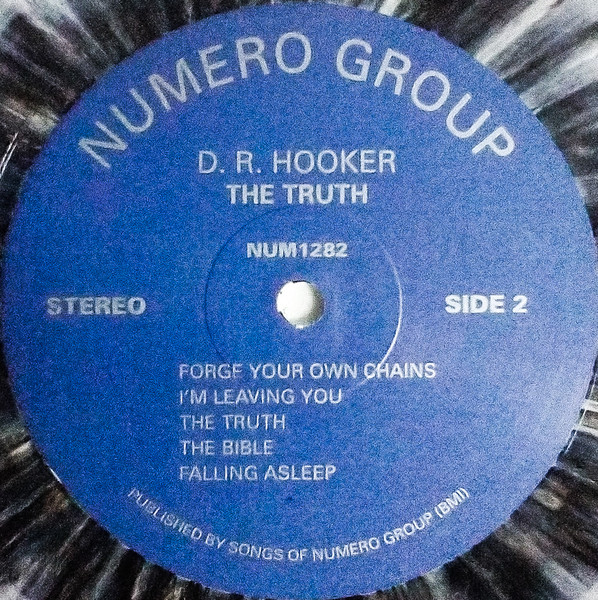 NUMERO GROUP
D. R. HOOKER
THE TRUTH
NUM1282
STEREO
SIDE 2
FORGE YOUR OWN CHAINS
I'M LEAVING YOU
THE TRUTH
THE BIBLE
FALLING ASLEEP
PUBLISHED BY SONGS OF NUMERO GROUP (BMI)